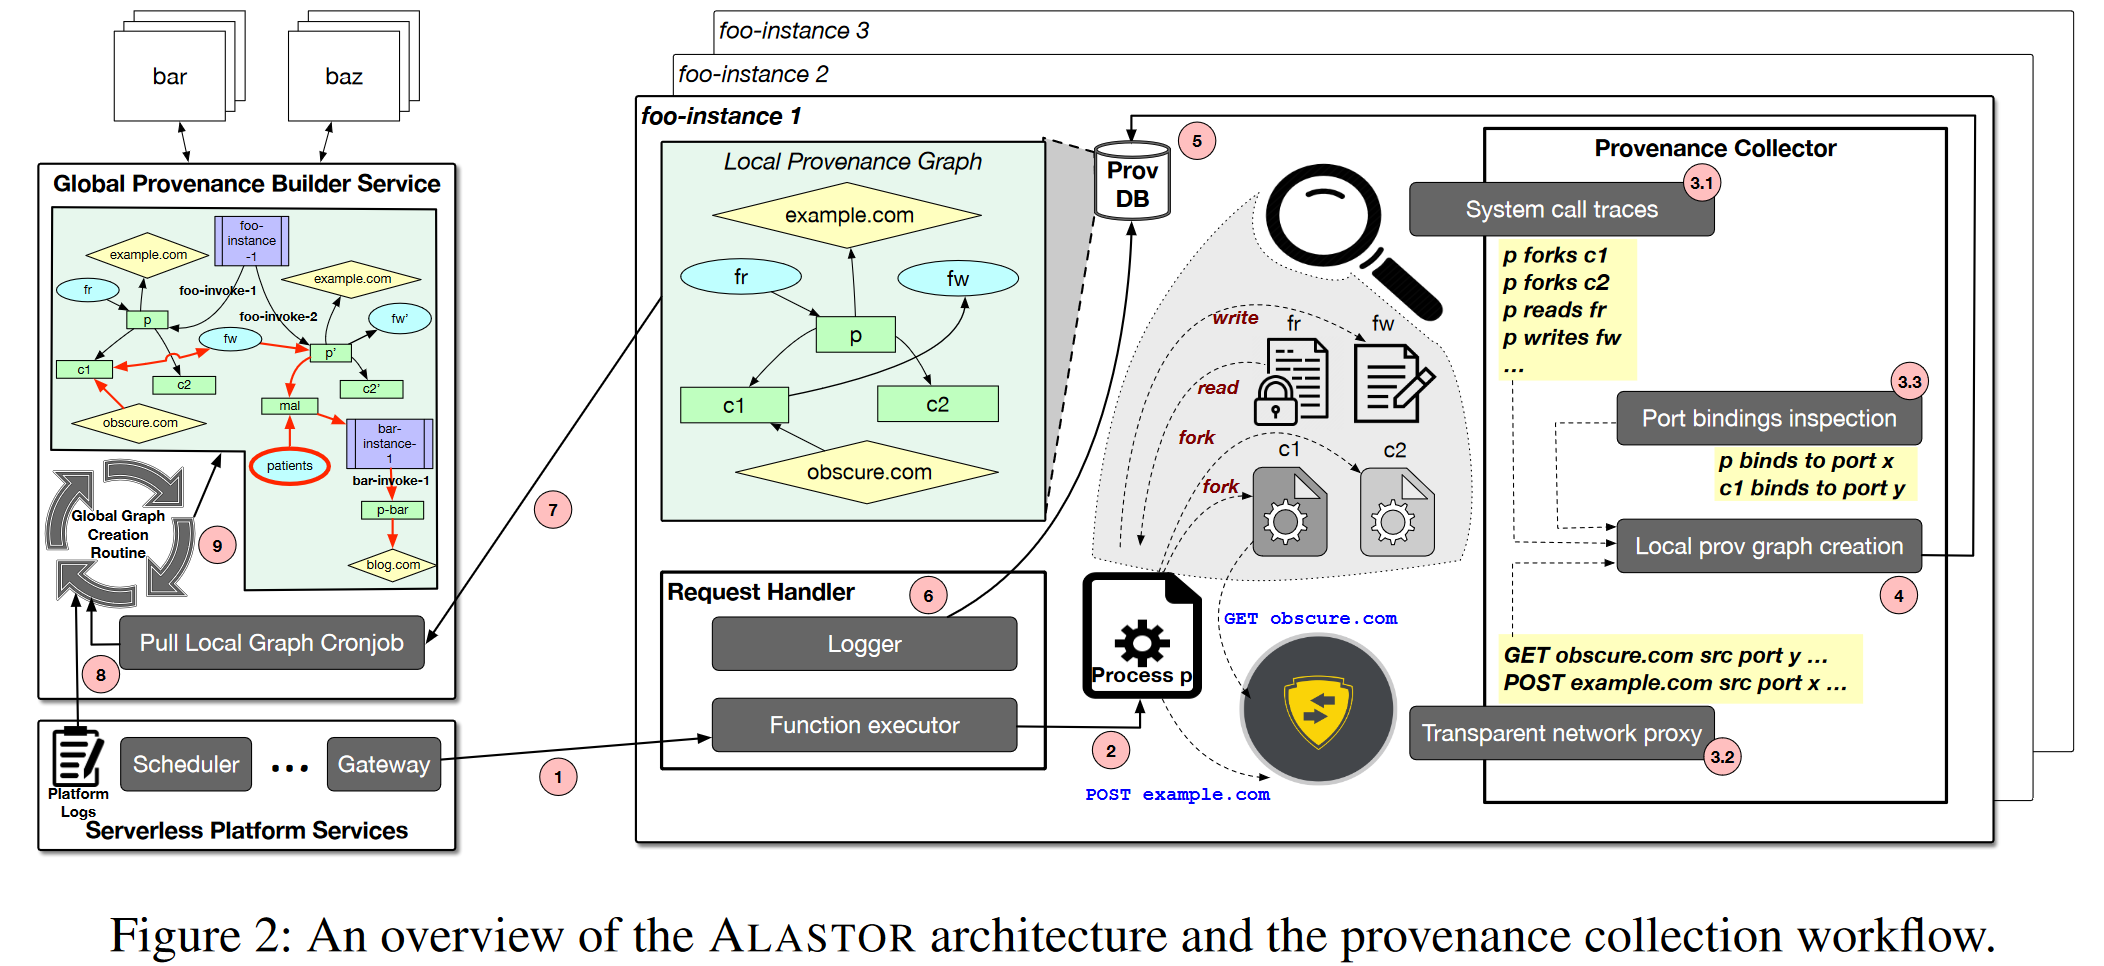 bar
baz
Global Provenance Builder Service
foo-
instance
-1
example.com
example.com
fr
foo-invoke-1
foo-invoke-2
fw'
p
fw
p'
c1
c2
c2'
mal
obscure.com
bar-
instance-
1
patients
bar-invoke-1
p-bar
blog.com
Global Graph
Creation
Routine
9
Pull Local Graph Cronjob
8
Platform
Logs
Scheduler
...
Gateway
Serverless Platform Services
1
7
foo-instance 3
foo-instance 2
foo-instance 1
Local Provenance Graph
example.com
fr
fw
p
c1
c2
obscure.com
Prov
DB
5
Request Handler
6
Logger
Function executor
2
write
fr
fw
read
fork
c1
c2
fork
Process p
GET obscure.com
POST example.com
Provenance Collector
3.1
System call traces
p forks c1
p forks c2
p reads fr
p writes fw
...
3.3
Port bindings inspection
p binds to port x
c1 binds to port y
Local prov graph creation
4
GET obscure.com src port y ...
POST example.com src port x ...
Transparent network proxy
3.2
Figure 2: An overview of the ALASTOR architecture and the provenance collection workflow.